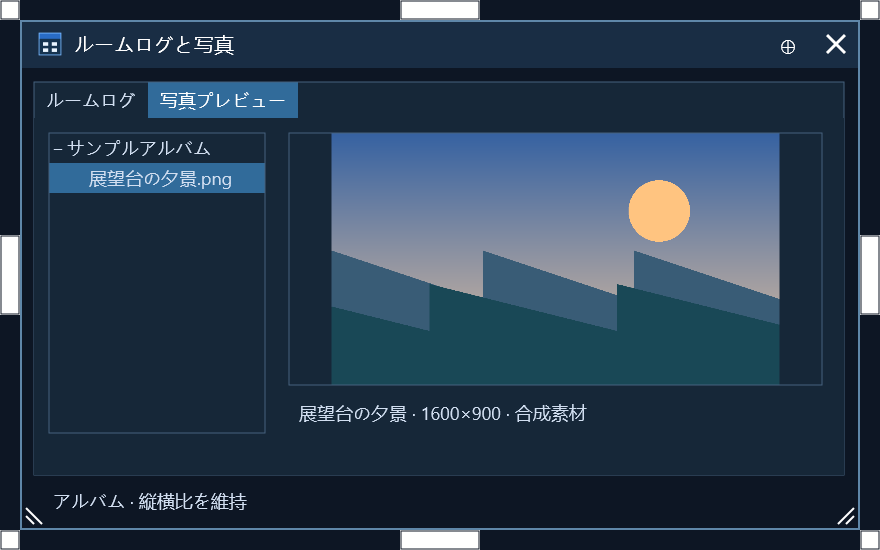 ルームログと写真
ルームログ 写真プレビュー
– サンプルアルバム
展望台の夕景.png
展望台の夕景 · 1600×900 · 合成素材
アルバム · 縦横比を維持